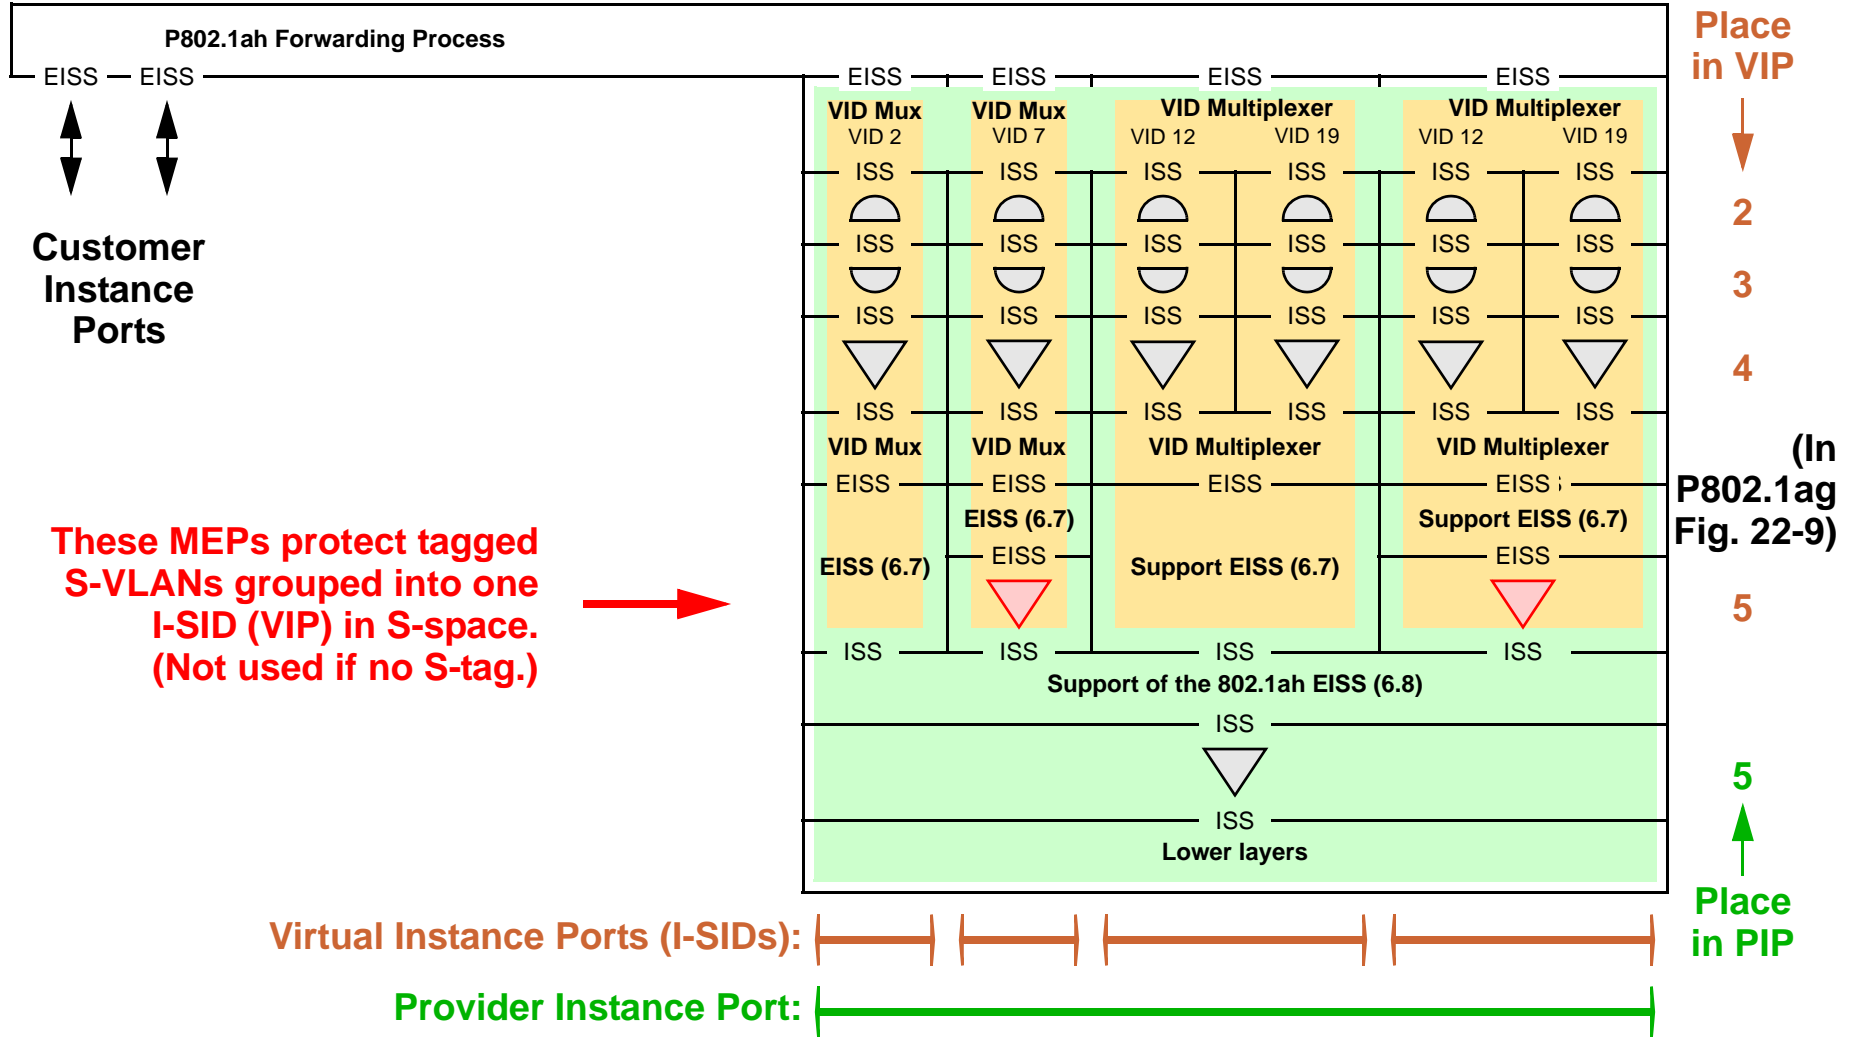 P802.1ah Forwarding Process
Place
in VIP
EISS EISS EISS EISS EISS EISS
VID Mux VID Mux VID Multiplexer VID Multiplexer
VID 2 VID 7 VID 12 VID 19 VID 12 VID 19
ISS ISS ISS ISS ISS ISS
2
Customer
Instance
Ports
ISS ISS ISS ISS ISS ISS
3
ISS ISS ISS ISS ISS ISS
4
ISS ISS ISS ISS ISS ISS
VID Mux VID Mux VID Multiplexer VID Multiplexer
(In
P802.1ag
Fig. 22-9)
EISS EISS EISS EISS
EISS (6.7) Support EISS (6.7)
EISS EISS
EISS (6.7) Support EISS (6.7)
These MEPs protect tagged
S-VLANs grouped into one
I-SID (VIP) in S-space.
(Not used if no S-tag.)
5
ISS ISS ISS ISS
Support of the 802.1ah EISS (6.8)
ISS
5
ISS
Lower layers
Place
in PIP
Virtual Instance Ports (I-SIDs):
Provider Instance Port: